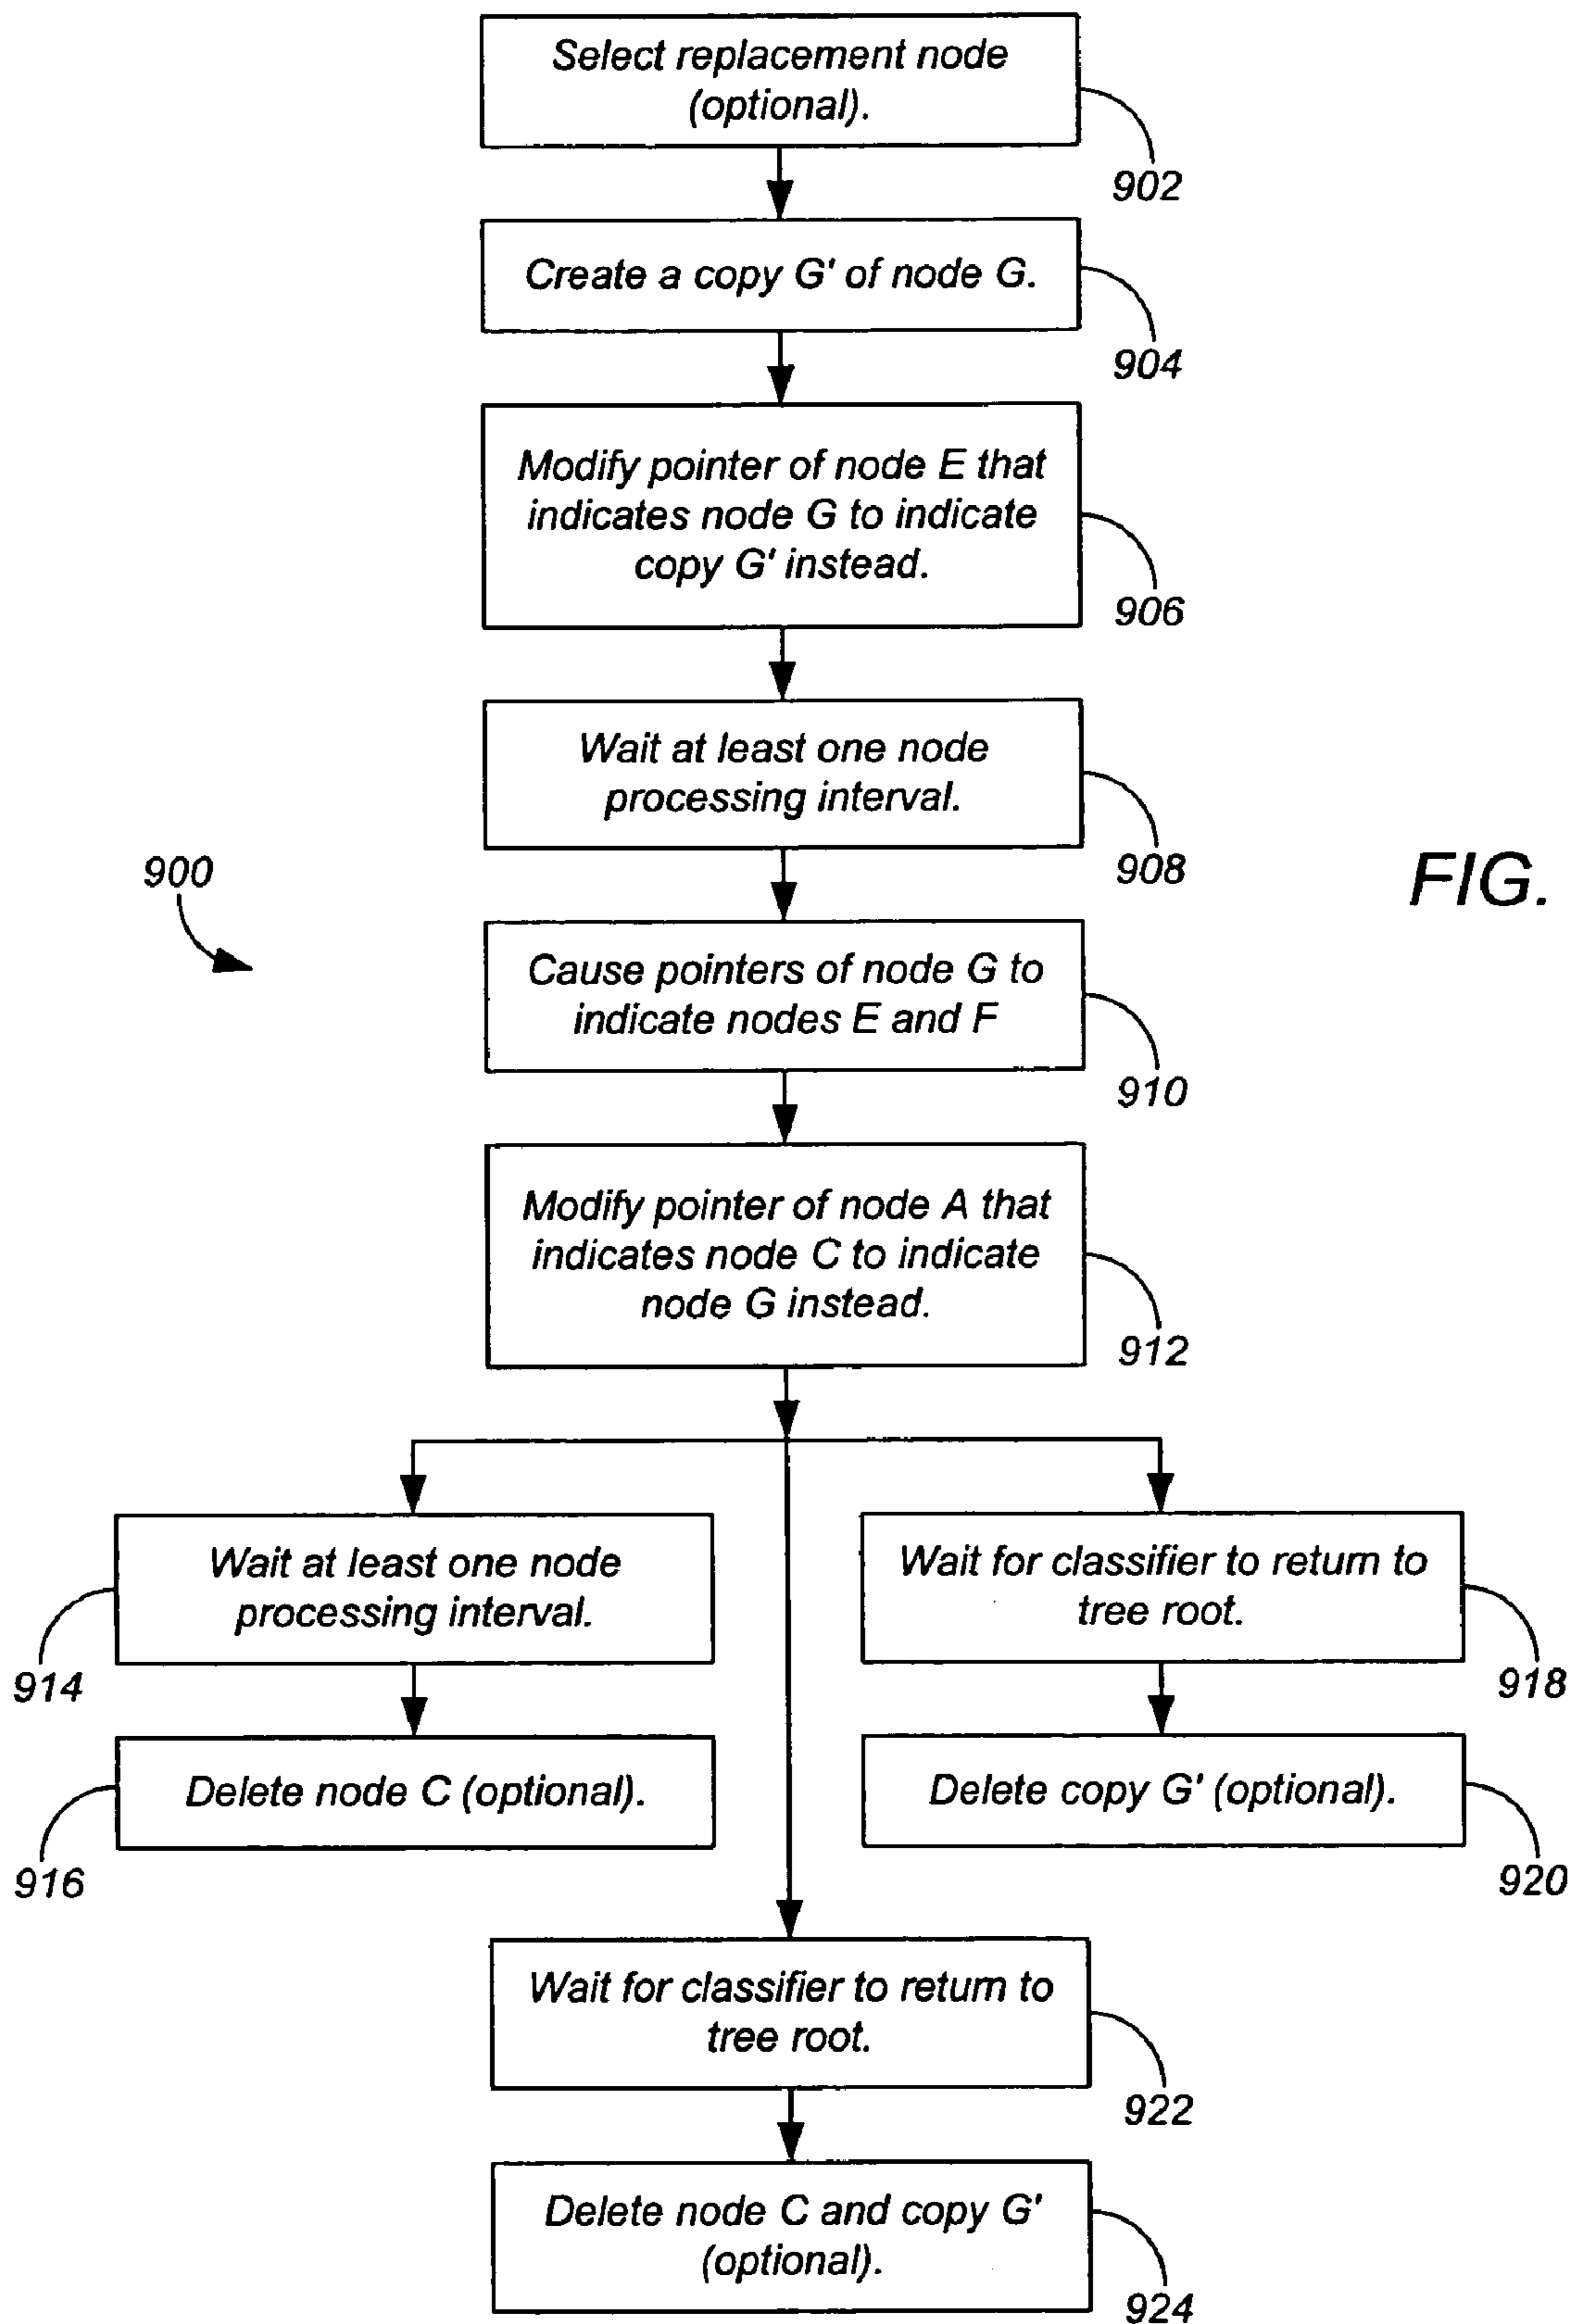 Select replacement node
(optional).
902
Create a copy G' of node G.
904
Modify pointer of node E that
indicates node G to indicate
copy G' instead.
906
Wait at least one node
processing interval.
908
900
FIG.
Cause pointers of node G to
indicate nodes E and F
910
Modify pointer of node A that
indicates node C to indicate
node G instead.
912
Wait at least one node
processing interval.
914
Wait for classifier to return to
tree root.
918
Delete node C (optional).
916
Delete copy G' (optional).
920
Wait for classifier to return to
tree root.
922
Delete node C and copy G'
(optional).
924